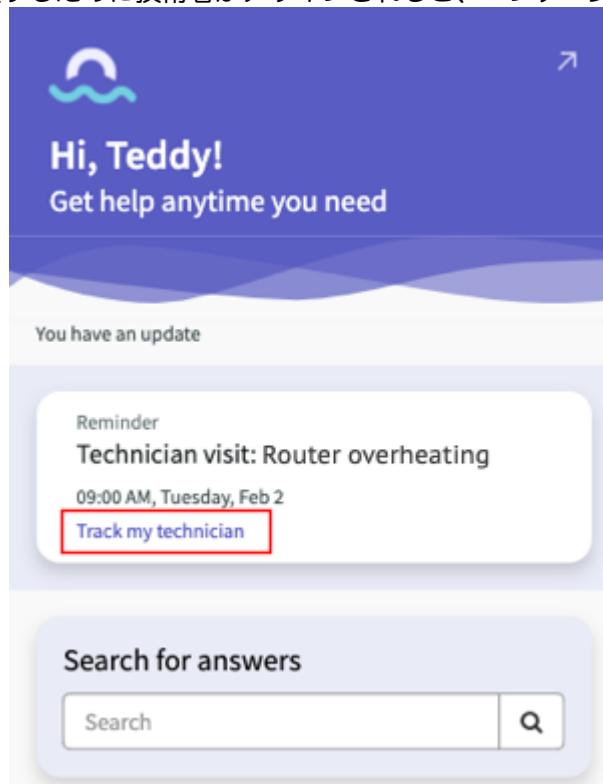 Hi, Teddy!
Get help anytime you need
You have an update
Reminder
Technician visit: Router overheating
09:00 AM, Tuesday, Feb 2
Track my technician
Search for answers
Search